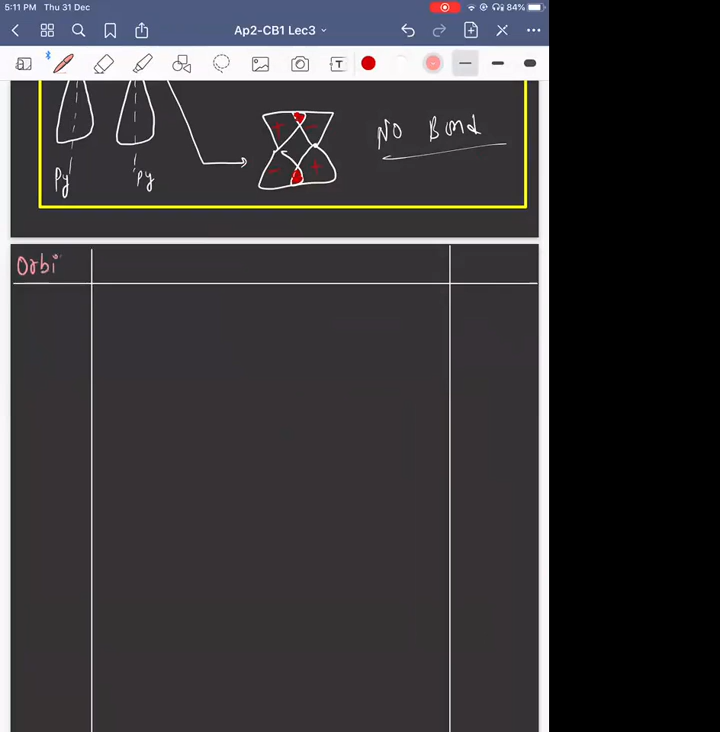 5:11 PM Thu 31 Dec
84%
Ap2-CB1 Lec3
T
+ -
- +
No Bond
Py
Py
Orbi